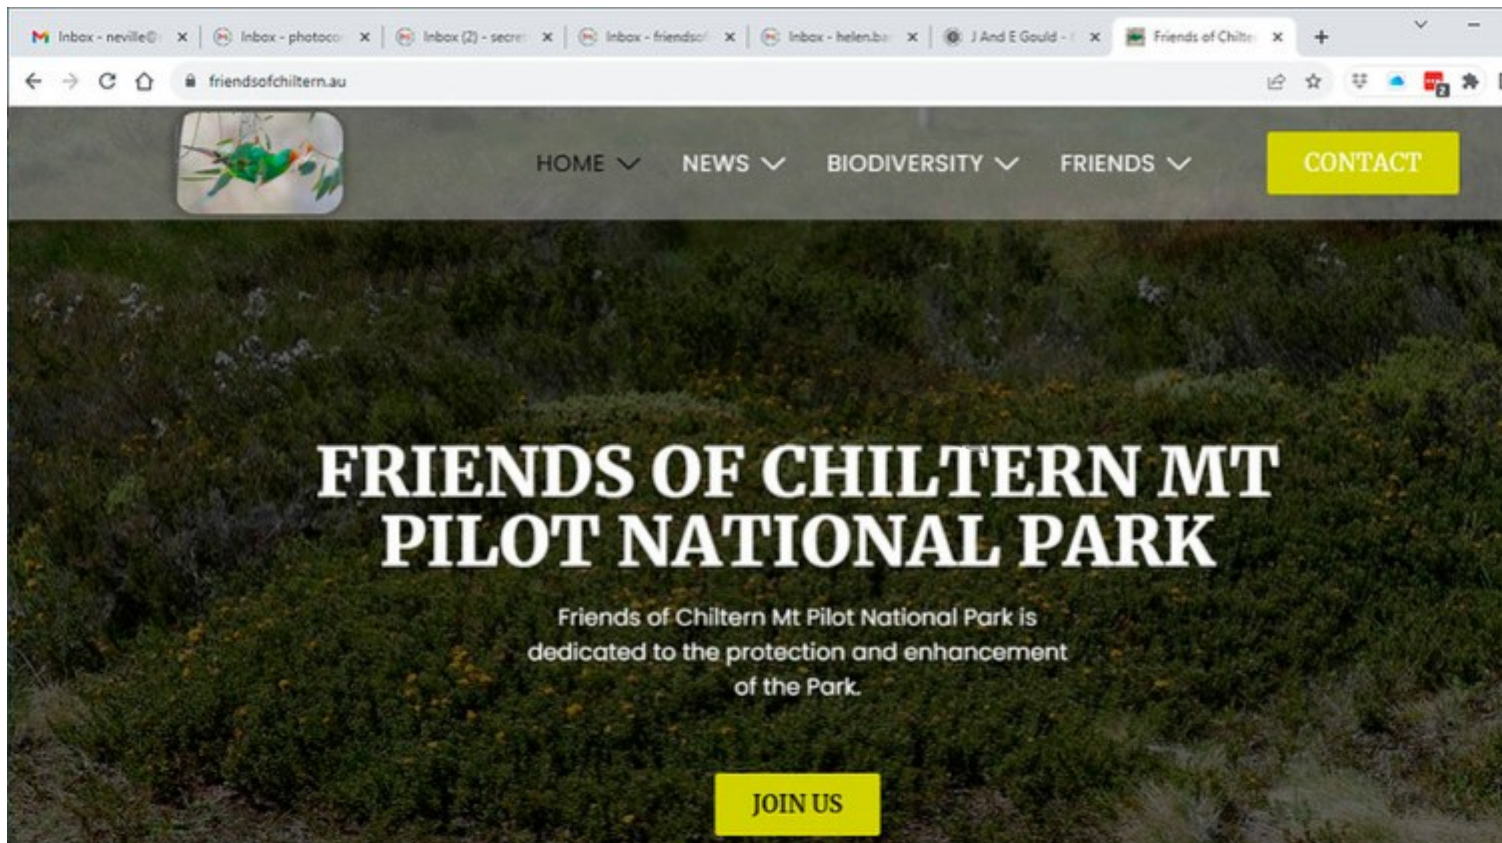 Inbox - neville@
Inbox - photoco
Inbox (2) - secre
Inbox - friendsof
Inbox - helen.ba
J And E Gould -
Friends of Chilte
friendsofchiltern.au
2
HOME
NEWS
BIODIVERSITY
FRIENDS
CONTACT
FRIENDS OF CHILTERN MT
PILOT NATIONAL PARK
Friends of Chiltern Mt Pilot National Park is
dedicated to the protection and enhancement
of the Park.
JOIN US